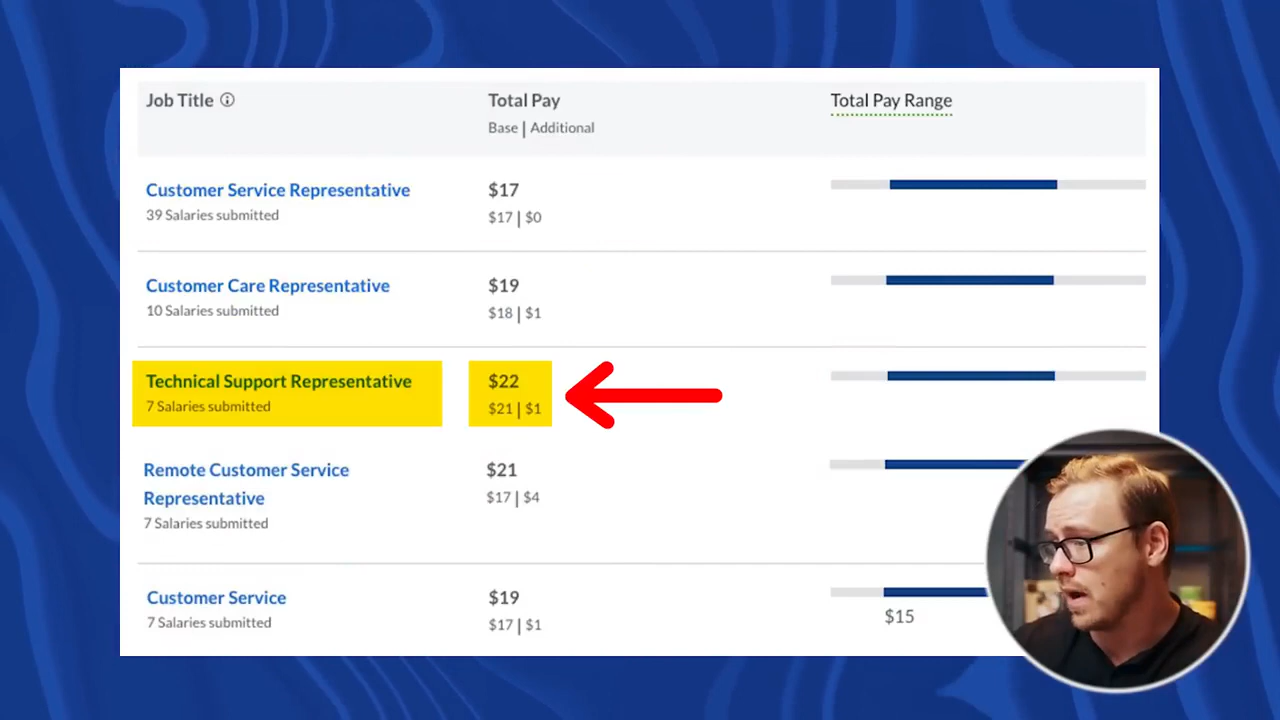 Job Title ⓘ
Total Pay
Total Pay Range
Base | Additional
Customer Service Representative
$17
39 Salaries submitted
$17 | $0
Customer Care Representative
$19
10 Salaries submitted
$18 | $1
Technical Support Representative
$22
7 Salaries submitted
$21 | $1
Remote Customer Service
Representative
$21
7 Salaries submitted
$17 | $4
Customer Service
$19
7 Salaries submitted
$17 | $1
$15